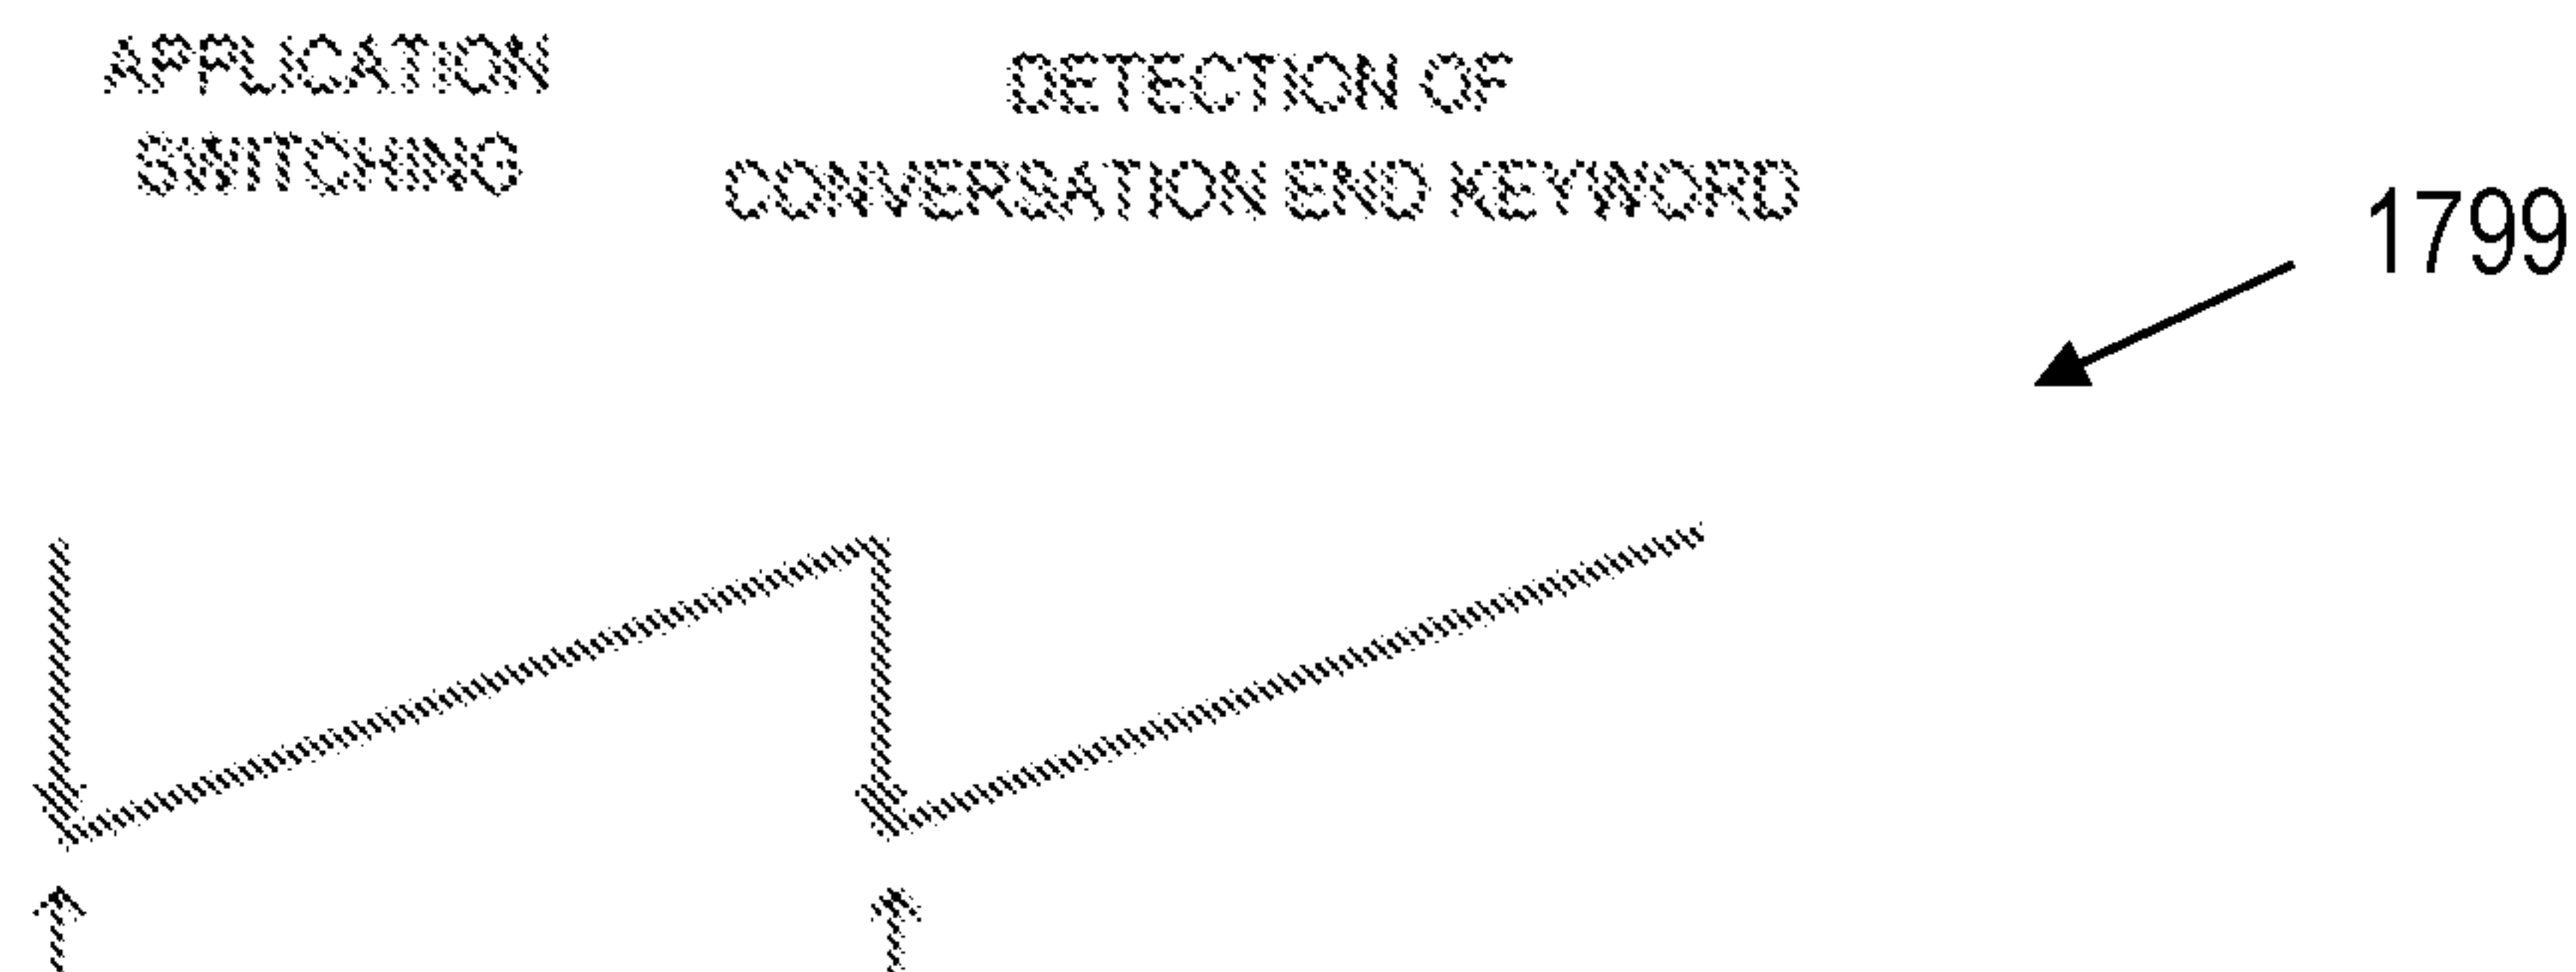 APPLICATION
SWITCHING
DETECTION OF
CONVERSATION END KEYWORD
1799